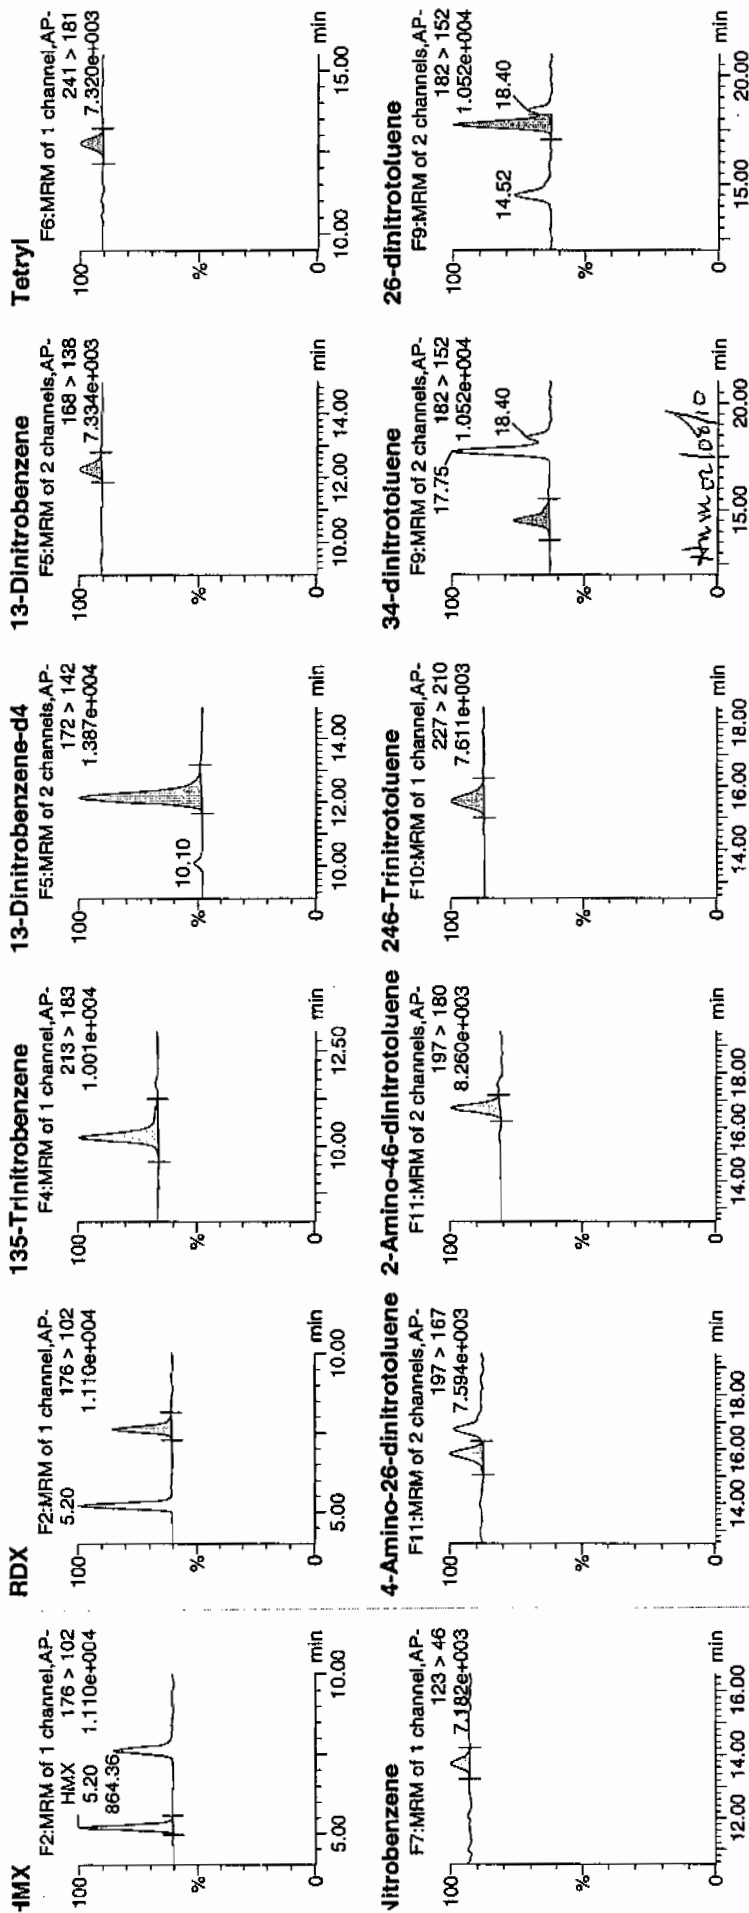 HMX
F2:MRM of 1 channel,AP-
176 > 102
1.110e+004
HMX
5.20
864.36
100
%
0
5.00
10.00
min
RDX
F2:MRM of 1 channel,AP-
176 > 102
1.110e+004
5.20
100
%
0
5.00
10.00
min
135-Trinitrobenzene
F4:MRM of 1 channel,AP-
213 > 183
1.001e+004
100
%
0
10.00
12.50
min
13-Dinitrobenzene-d4
F5:MRM of 2 channels,AP-
172 > 142
1.387e+004
10.10
100
%
0
10.00
12.00
14.00
min
13-Dinitrobenzene
F5:MRM of 2 channels,AP-
168 > 138
7.334e+003
100
%
0
10.00
12.00
14.00
min
Tetryl
F6:MRM of 1 channel,AP-
241 > 181
7.320e+003
100
%
0
10.00
15.00
min
Nitrobenzene
F7:MRM of 1 channel,AP-
123 > 46
7.182e+003
100
%
0
12.00
14.00
16.00
min
4-Amino-26-dinitrotoluene
F11:MRM of 2 channels,AP-
197 > 167
7.594e+003
100
%
0
14.00
16.00
18.00
min
2-Amino-46-dinitrotoluene
F11:MRM of 2 channels,AP-
197 > 180
8.260e+003
100
%
0
14.00
16.00
18.00
min
246-Trinitrotoluene
F10:MRM of 1 channel,AP-
227 > 210
7.611e+003
100
%
0
14.00
16.00
18.00
min
34-dinitrotoluene
F9:MRM of 2 channels,AP-
182 > 152
17.75
1.052e+004
18.40
100
%
0
15.00
20.00
min
02/08/10
26-dinitrotoluene
F9:MRM of 2 channels,AP-
182 > 152
1.052e+004
18.40
14.52
100
%
0
15.00
20.00
min